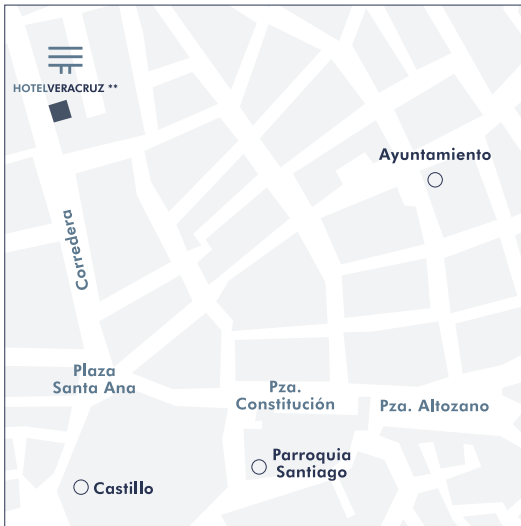 HOTELVERACRUZ **
Ayuntamiento
Corredera
Plaza
Santa Ana
Pza.
Constitución
Pza. Altozano
Parroquia
Santiago
Castillo